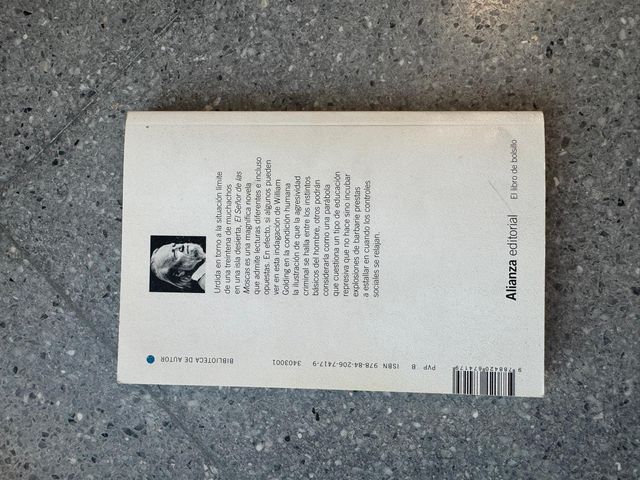 Urdida en torno a la situación límite
de una treintena de muchachos
en una isla desierta, El Señor de las
Moscas es una magnífica novela
que admite lecturas diferentes e incluso
opuestas. En efecto, si algunos pueden
ver en esta indagación de William
Golding en la condición humana
la ilustración de que la agresividad
criminal se halla entre los instintos
básicos del hombre, otros podrán
considerarla como una parábola
que cuestiona un tipo de educación
represiva que no hace sino incubar
explosiones de barbarie prestas
a estallar en cuando los controles
sociales se relajan.
Alianza editorial El libro de bolsillo
BIBLIOTECA DE AUTOR
3403001
ISBN 978-84-206-7417-9
PVP B
9 788420 674179